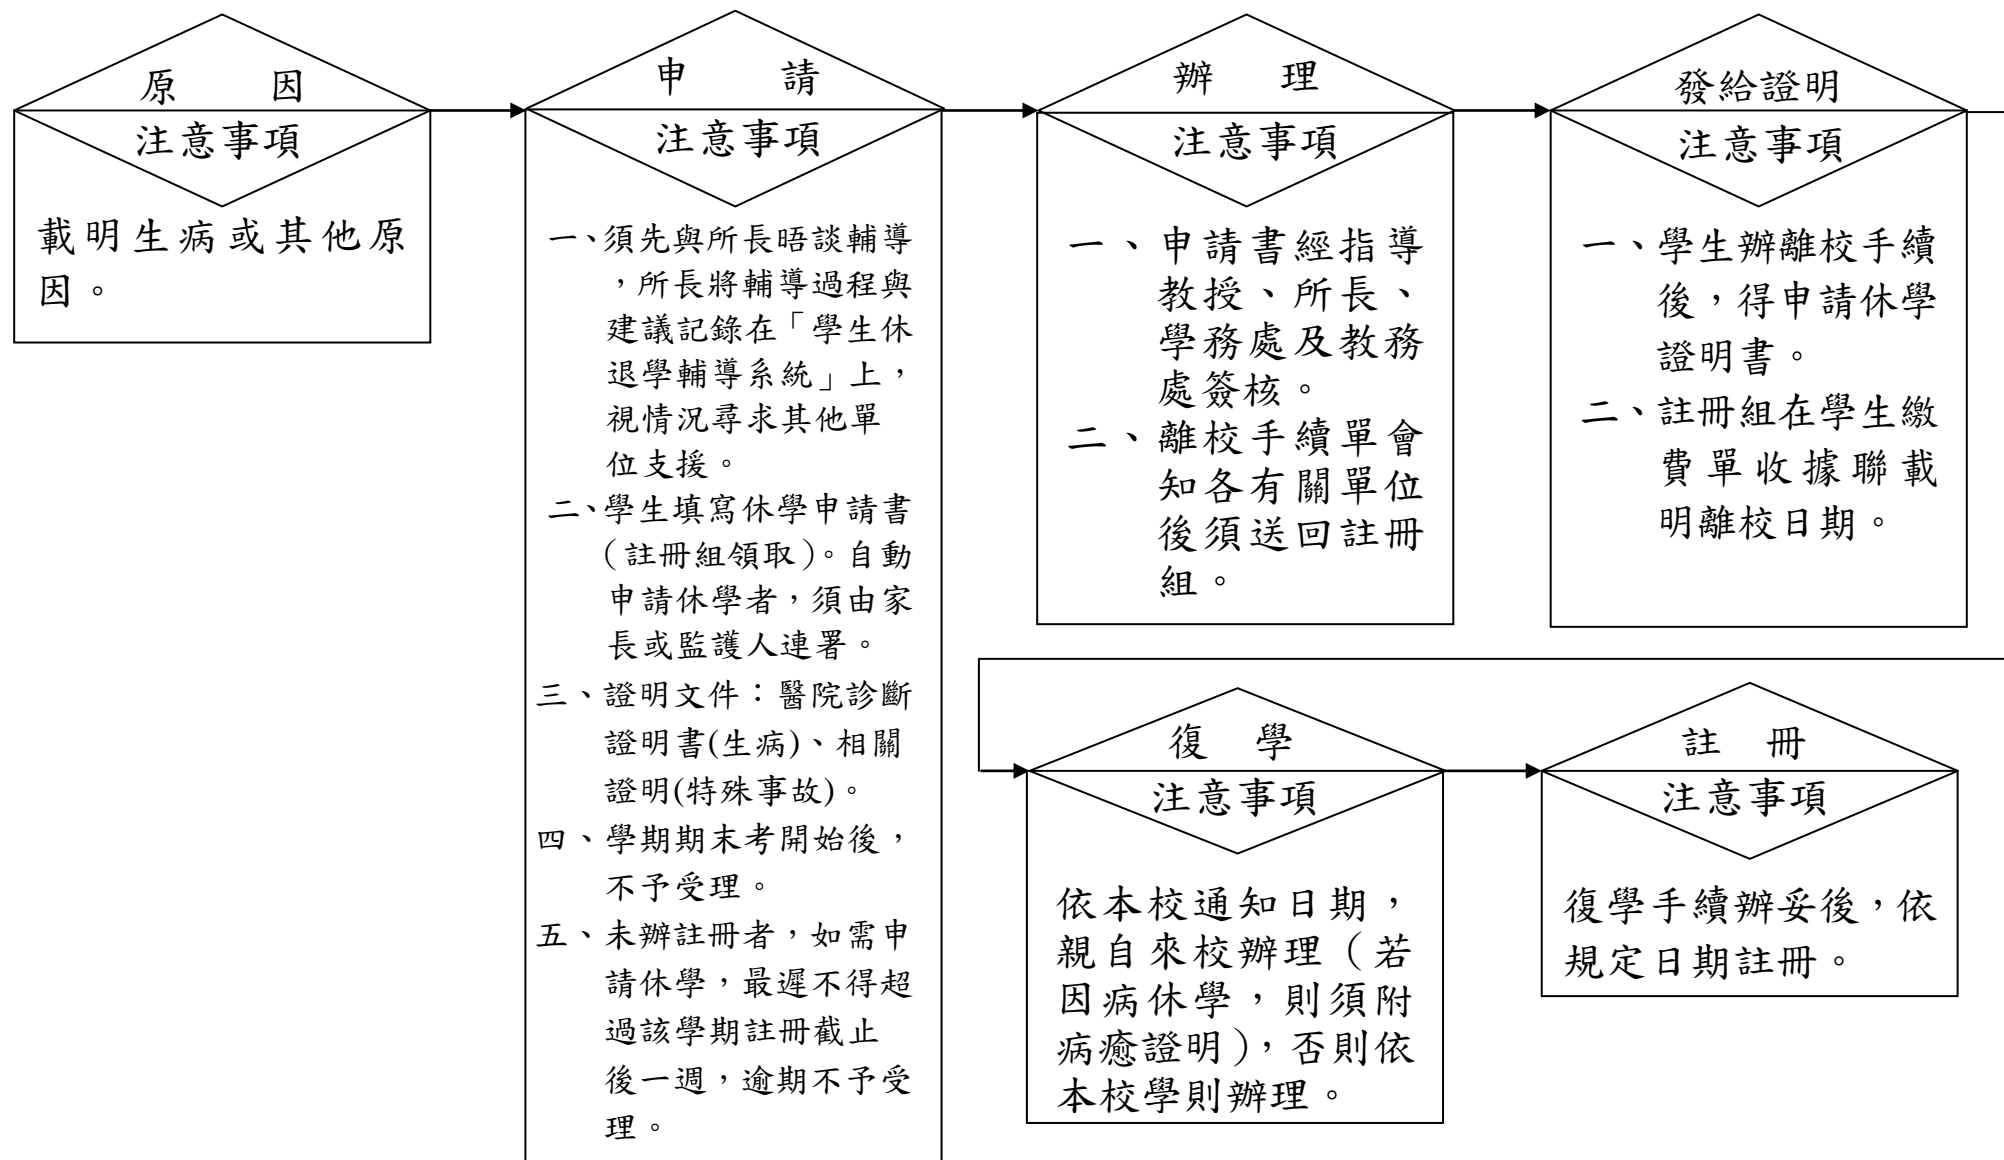 原 因
注意事項
載明生病或其他原
因。
申 請
注意事項
一、須先與所長晤談輔導
，所長將輔導過程與
建議記錄在「學生休
退學輔導系統」上，
視情況尋求其他單
位支援。
二、學生填寫休學申請書
（註冊組領取）。自動
申請休學者，須由家
長或監護人連署。
三、證明文件：醫院診斷
證明書(生病)、相關
證明(特殊事故)。
四、學期期末考開始後，
不予受理。
五、未辦註冊者，如需申
請休學，最遲不得超
過該學期註冊截止
後一週，逾期不予受
理。
辦 理
注意事項
一、申請書經指導
教授、所長、
學務處及教務
處簽核。
二、離校手續單會
知各有關單位
後須送回註冊
組。
發給證明
注意事項
一、學生辦離校手續
後，得申請休學
證明書。
二、註冊組在學生繳
費單收據聯載
明離校日期。
復 學
注意事項
依本校通知日期，
親自來校辦理（若
因病休學，則須附
病癒證明），否則依
本校學則辦理。
註 冊
注意事項
復學手續辦妥後，依
規定日期註冊。